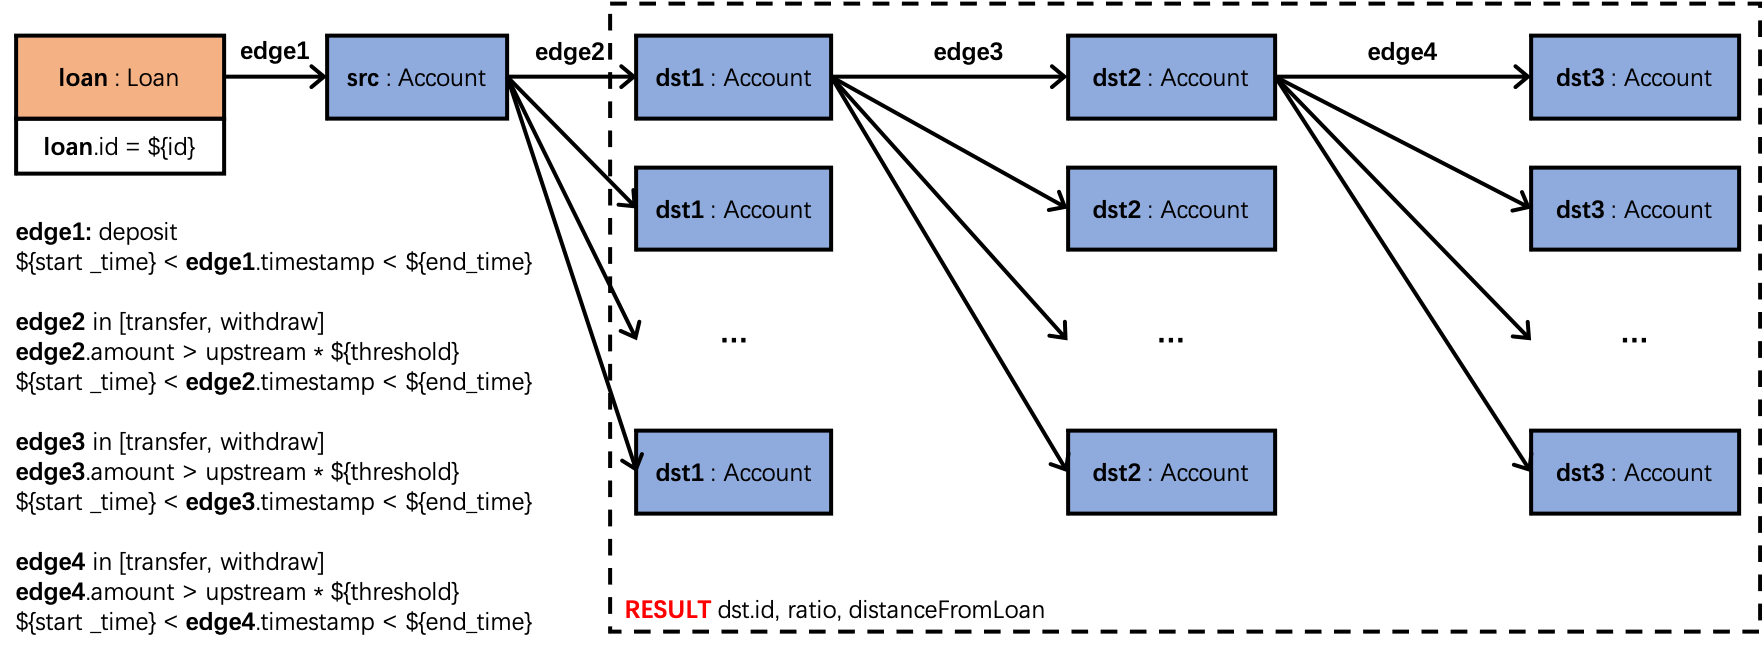 edge1
edge2
edge3
edge4
loan : Loan
src : Account
dst1 : Account
dst2 : Account
dst3 : Account
loan.id = ${id}
dst1 : Account
dst2 : Account
dst3 : Account
edge1: deposit
${start _time} < edge1.timestamp < ${end_time}
edge2 in [transfer, withdraw]
edge2.amount > upstream * ${threshold}
${start _time} < edge2.timestamp < ${end_time}
...
...
...
edge3 in [transfer, withdraw]
edge3.amount > upstream * ${threshold}
${start _time} < edge3.timestamp < ${end_time}
dst1 : Account
dst2 : Account
dst3 : Account
edge4 in [transfer, withdraw]
edge4.amount > upstream * ${threshold}
${start _time} < edge4.timestamp < ${end_time}
RESULT dst.id, ratio, distanceFromLoan